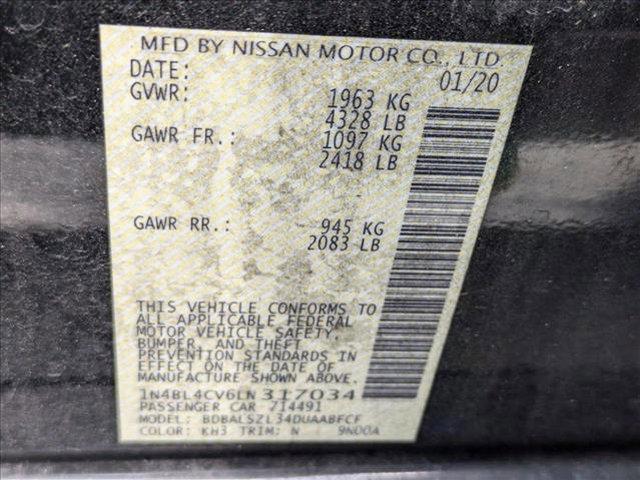 MFD BY NISSAN MOTOR CO., LTD.
DATE: 01/20
GVWR: 1963 KG
4328 LB
GAWR FR.: 1097 KG
2418 LB
GAWR RR.: 945 KG
2083 LB
THIS VEHICLE CONFORMS TO
ALL APPLICABLE FEDERAL
MOTOR VEHICLE SAFETY,
BUMPER, AND THEFT
PREVENTION STANDARDS IN
EFFECT ON THE DATE OF
MANUFACTURE SHOWN ABOVE.
1N4BL4CV6LN317034
PASSENGER CAR 714491
MODEL: BDBALSZL34DUAABFCF
COLOR: KH3 TRIM: N 9N00A